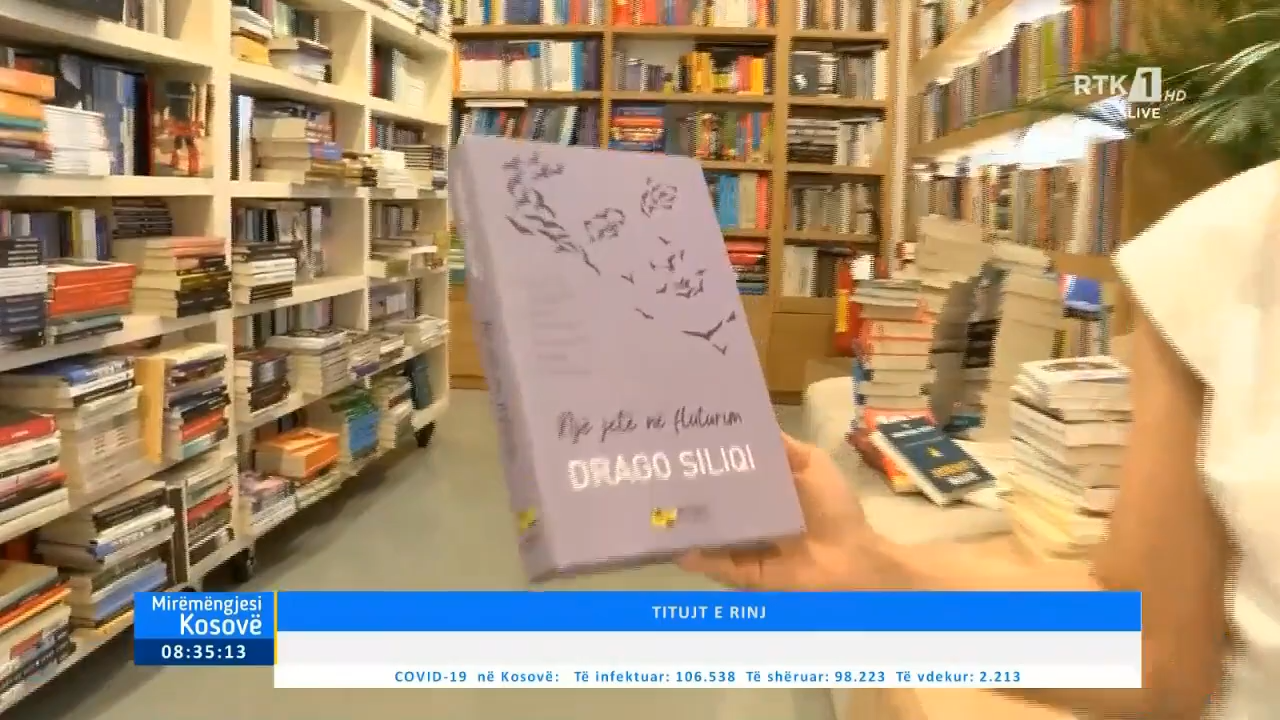 RTK 1 HD
LIVE
Një jetë në fluturim
DRAGO SILIQI
Mirëmëngjesi
Kosovë
08:35:13
TITUJT E RINJ
COVID-19 në Kosovë: Të infektuar: 106.538 Të shëruar: 98.223 Të vdekur: 2.213